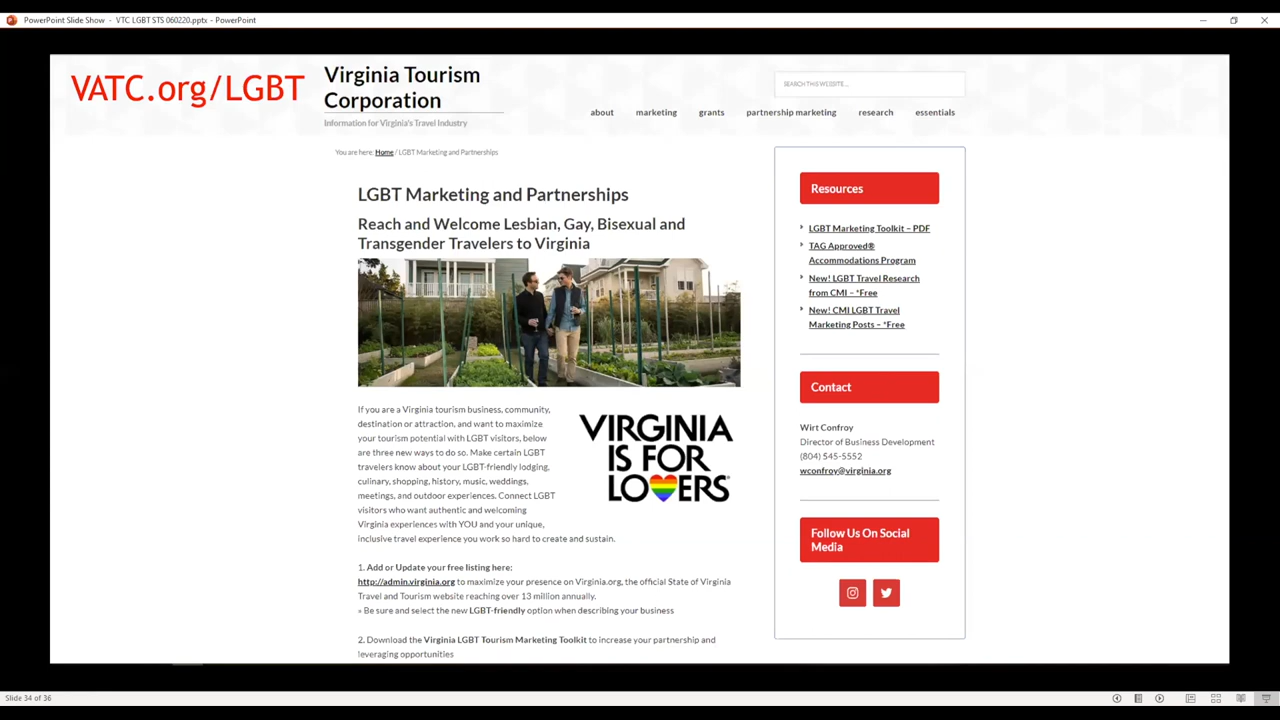 PowerPoint Slide Show - VTC LGBT STS 060220.pptx - PowerPoint
VATC.org/LGBT
Virginia Tourism
Corporation
Information for Virginia's Travel Industry
SEARCH THIS WEBSITE...
about marketing grants partnership marketing research essentials
You are here: Home / LGBT Marketing and Partnerships
LGBT Marketing and Partnerships
Reach and Welcome Lesbian, Gay, Bisexual and
Transgender Travelers to Virginia
If you are a Virginia tourism business, community,
destination or attraction, and want to maximize
your tourism potential with LGBT visitors, below
are three new ways to do so. Make certain LGBT
travelers know about your LGBT-friendly lodging,
culinary, shopping, history, music, weddings,
meetings, and outdoor experiences. Connect LGBT
visitors who want authentic and welcoming
Virginia experiences with YOU and your unique,
inclusive travel experience you work so hard to create and sustain.
VIRGINIA
IS FOR
LOVERS
1. Add or Update your free listing here:
http://admin.virginia.org to maximize your presence on Virginia.org, the official State of Virginia
Travel and Tourism website reaching over 13 million annually.
» Be sure and select the new LGBT-friendly option when describing your business
2. Download the Virginia LGBT Tourism Marketing Toolkit to increase your partnership and
leveraging opportunities
Resources
LGBT Marketing Toolkit – PDF
TAG Approved®
Accommodations Program
New! LGBT Travel Research
from CMI – *Free
New! CMI LGBT Travel
Marketing Posts – *Free
Contact
Wirt Confroy
Director of Business Development
(804) 545-5552
wconfroy@virginia.org
Follow Us On Social
Media
Slide 34 of 36